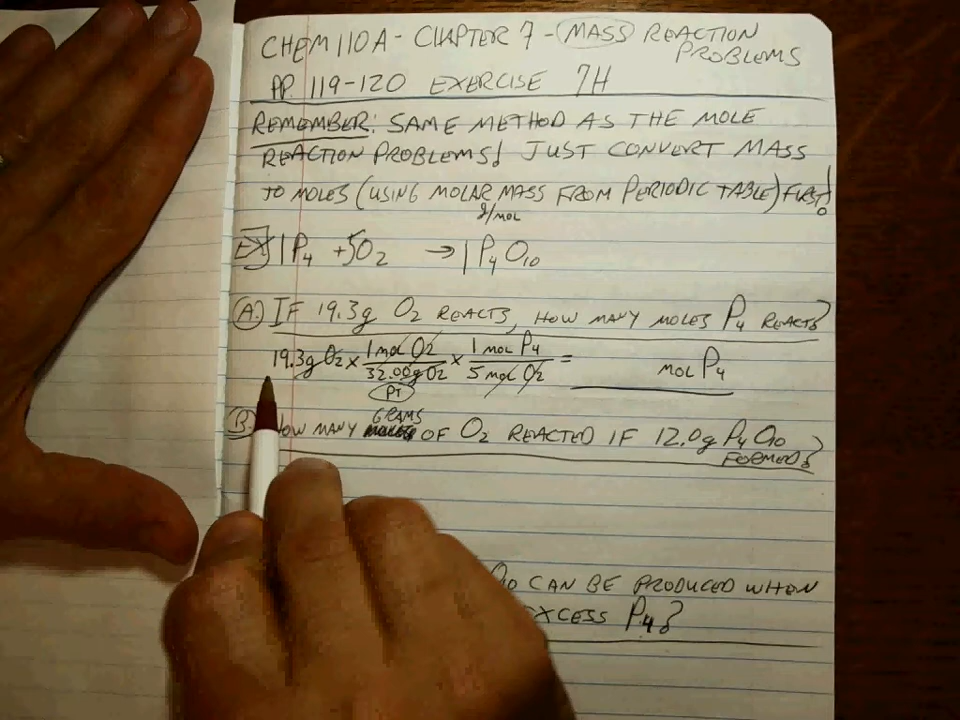 CHEM 110A - CHAPTER 7 - MASS REACTION PROBLEMS
PP. 119-120 EXERCISE 7H
REMEMBER: SAME METHOD AS THE MOLE
REACTION PROBLEMS! JUST CONVERT MASS
TO MOLES (USING MOLAR MASS FROM PERIODIC TABLE) FIRST!
g/mol
EX 1P4 + 5O2 → 1P4O10
A. IF 19.3g O2 REACTS, HOW MANY MOLES P4 REACTS?
19.3g O2 × 1 mol O2 / 32.00g O2 × 1 mol P4 / 5 mol O2 = mol P4
PT
B. HOW MANY GRAMS OF O2 REACTED IF 12.0g P4O10 FORMED?
CAN BE PRODUCED WHEN
EXCESS P4?